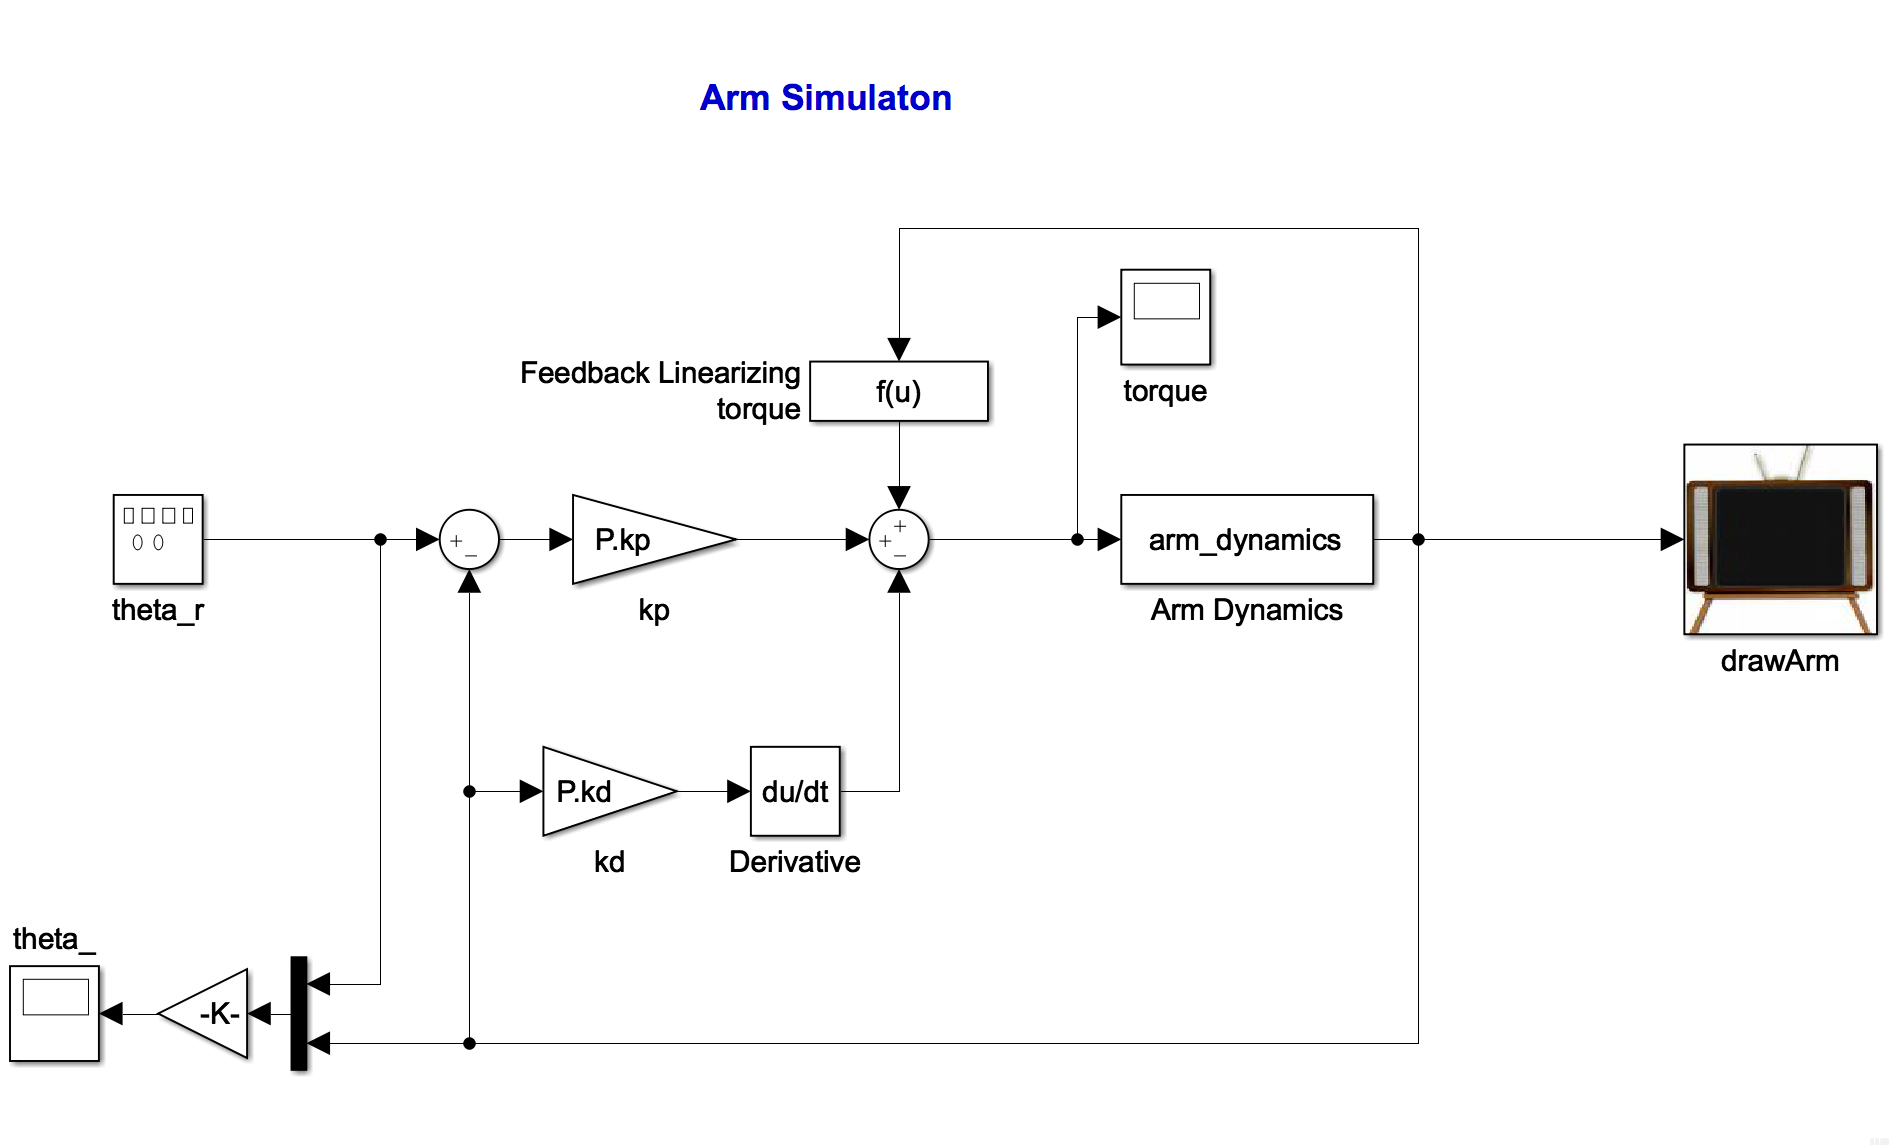 Arm Simulaton
Feedback Linearizing
torque
f(u)
torque
+
−
P.kp
+
+
−
arm_dynamics
theta_r
kp
Arm Dynamics
drawArm
P.kd
du/dt
kd
Derivative
theta_
-K-